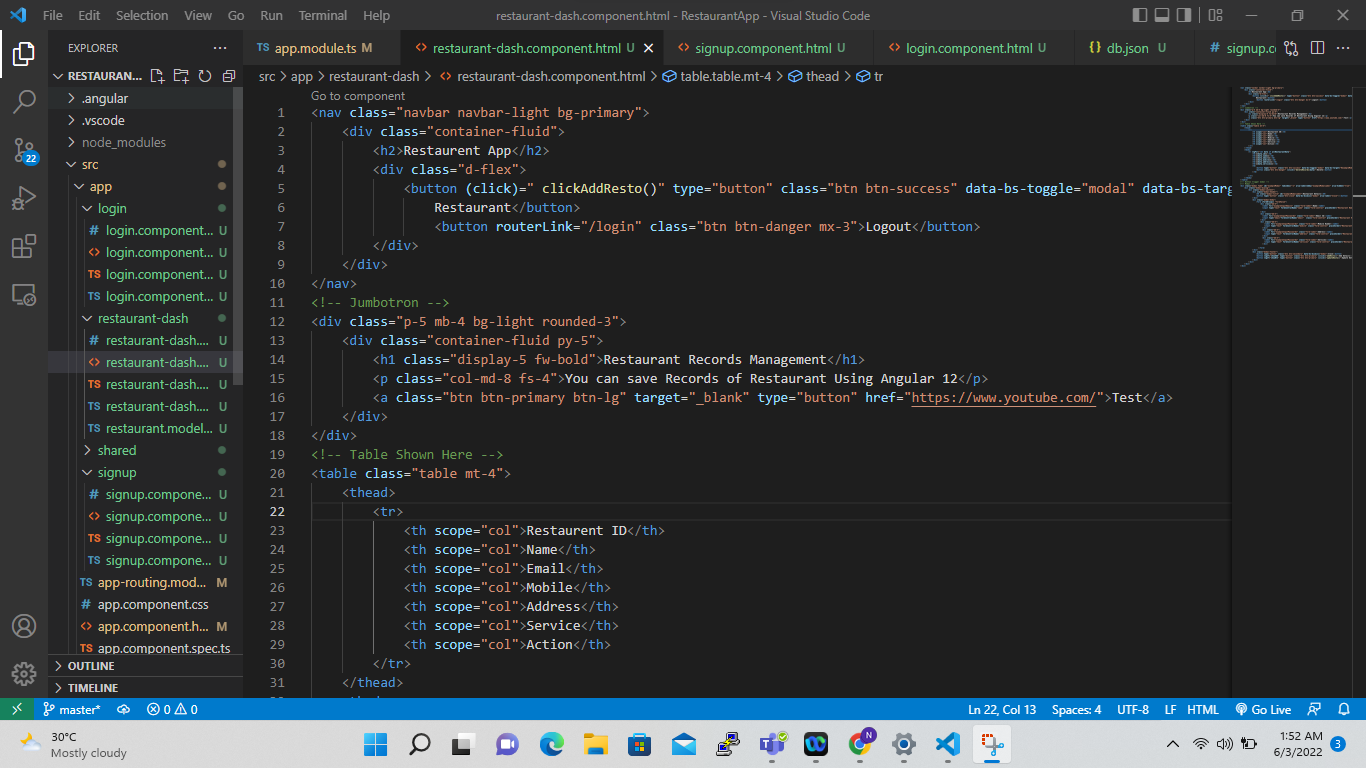 File Edit Selection View Go Run Terminal Help
restaurant-dash.component.html - RestaurantApp - Visual Studio Code
EXPLORER
TS app.module.ts M
<> restaurant-dash.component.html U
<> signup.component.html U
<> login.component.html U
{} db.json U
# signup.co
RESTAURAN...
src > app > restaurant-dash > <> restaurant-dash.component.html > table.table.mt-4 > thead > tr
.angular
.vscode
node_modules
src
app
login
# login.component... U
<> login.component... U
TS login.component... U
TS login.component... U
restaurant-dash
# restaurant-dash.... U
<> restaurant-dash.... U
TS restaurant-dash.... U
TS restaurant-dash.... U
TS restaurant.model... U
shared
signup
# signup.compone... U
<> signup.compone... U
TS signup.compone... U
TS signup.compone... U
TS app-routing.mod... M
# app.component.css
<> app.component.h... M
TS app.component.spec.ts
OUTLINE
TIMELINE
22
Go to component
1 <nav class="navbar navbar-light bg-primary">
2 <div class="container-fluid">
3 <h2>Restaurent App</h2>
4 <div class="d-flex">
5 <button (click)=" clickAddResto()" type="button" class="btn btn-success" data-bs-toggle="modal" data-bs-targ
6 Restaurant</button>
7 <button routerLink="/login" class="btn btn-danger mx-3">Logout</button>
8 </div>
9 </div>
10 </nav>
11 <!-- Jumbotron -->
12 <div class="p-5 mb-4 bg-light rounded-3">
13 <div class="container-fluid py-5">
14 <h1 class="display-5 fw-bold">Restaurant Records Management</h1>
15 <p class="col-md-8 fs-4">You can save Records of Restaurant Using Angular 12</p>
16 <a class="btn btn-primary btn-lg" target="_blank" type="button" href="https://www.youtube.com/">Test</a>
17 </div>
18 </div>
19 <!-- Table Shown Here -->
20 <table class="table mt-4">
21 <thead>
22 <tr>
23 <th scope="col">Restaurent ID</th>
24 <th scope="col">Name</th>
25 <th scope="col">Email</th>
26 <th scope="col">Mobile</th>
27 <th scope="col">Address</th>
28 <th scope="col">Service</th>
29 <th scope="col">Action</th>
30 </tr>
31 </thead>
master* 0 0
Ln 22, Col 13 Spaces: 4 UTF-8 LF HTML Go Live
30°C
Mostly cloudy
N
1:52 AM
6/3/2022
3